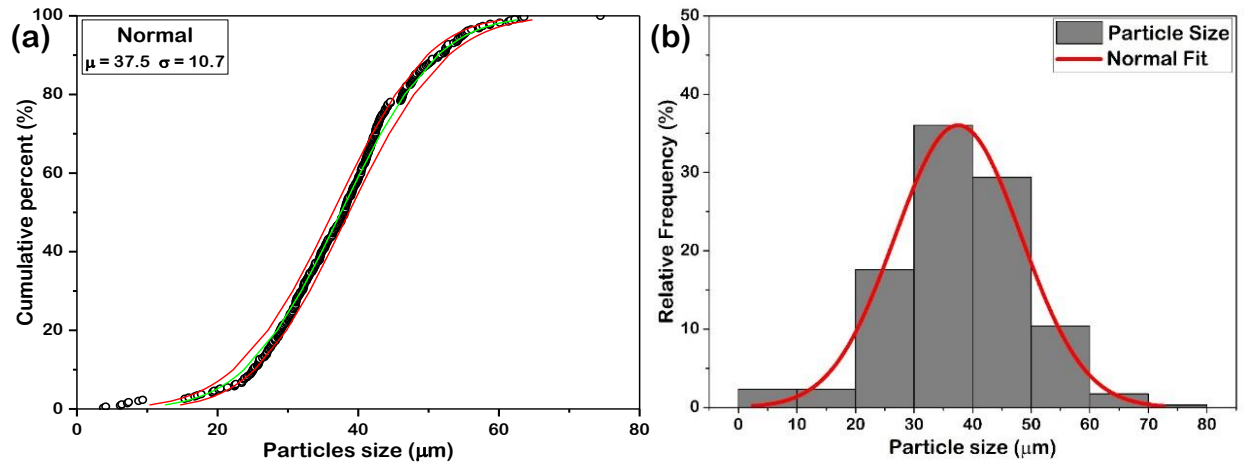 (a)
Normal
μ = 37.5 σ = 10.7
Cumulative percent (%)
100
80
60
40
20
0
0 20 40 60 80
Particles size (μm)
(b)
Particle Size
Normal Fit
Relative Frequency (%)
50
40
30
20
10
0
0 10 20 30 40 50 60 70 80
Particle size (μm)